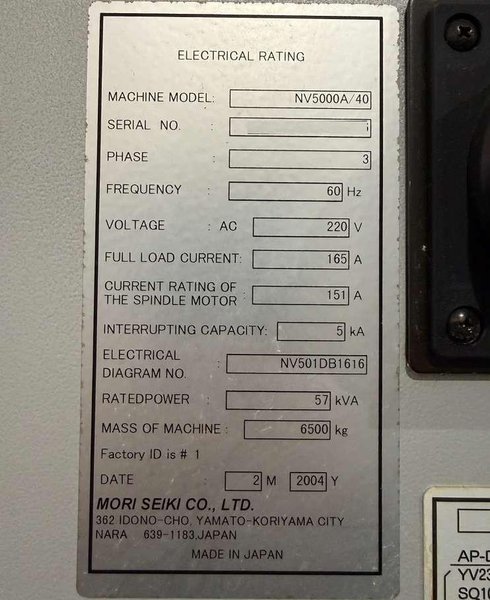 ELECTRICAL RATING
MACHINE MODEL: NV5000A/40
SERIAL NO. :
PHASE : 3
FREQUENCY : 60 Hz
VOLTAGE : AC 220 V
FULL LOAD CURRENT: 165 A
CURRENT RATING OF
THE SPINDLE MOTOR : 151 A
INTERRUPTING CAPACITY: 5 kA
ELECTRICAL
DIAGRAM NO. NV501DB1616
RATEDPOWER : 57 kVA
MASS OF MACHINE : 6500 kg
Factory ID is # 1
DATE : 2 M 2004 Y
MORI SEIKI CO., LTD.
362 IDONO-CHO, YAMATO-KORIYAMA CITY
NARA 639-1183,JAPAN
MADE IN JAPAN
AP-D
YV23
SQ10